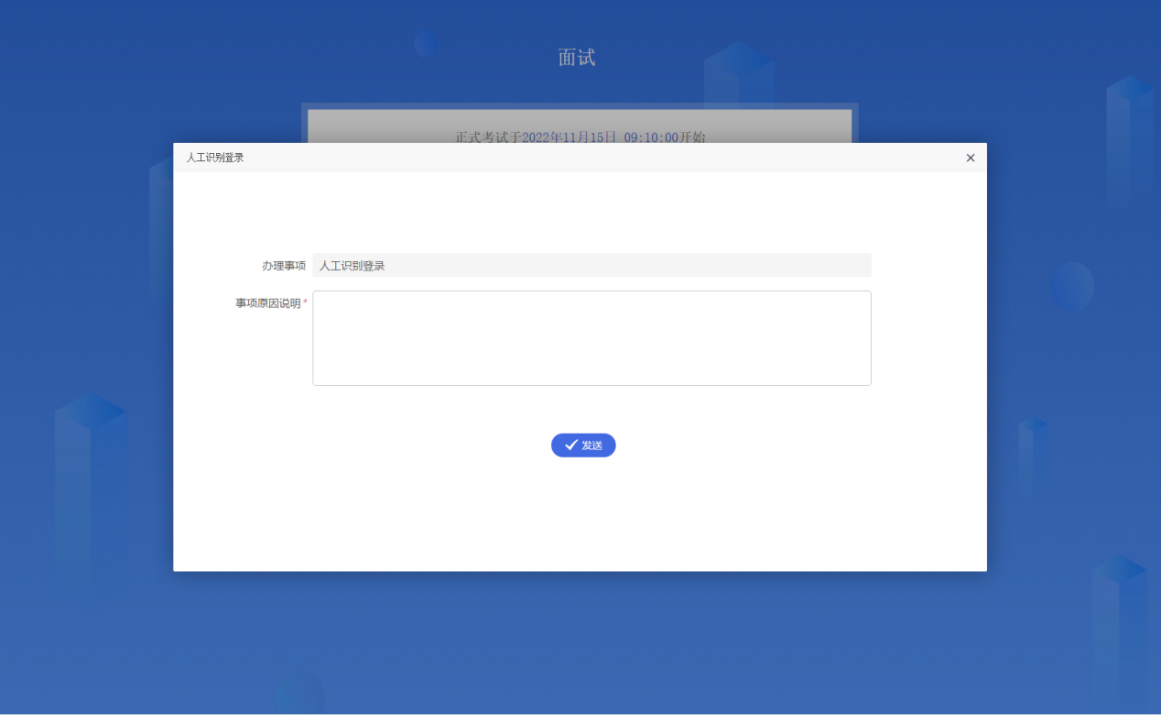 面试
正式考试于2022年11月15日 09:10:00开始
人工识别登录
办理事项 人工识别登录
事项原因说明*
发送